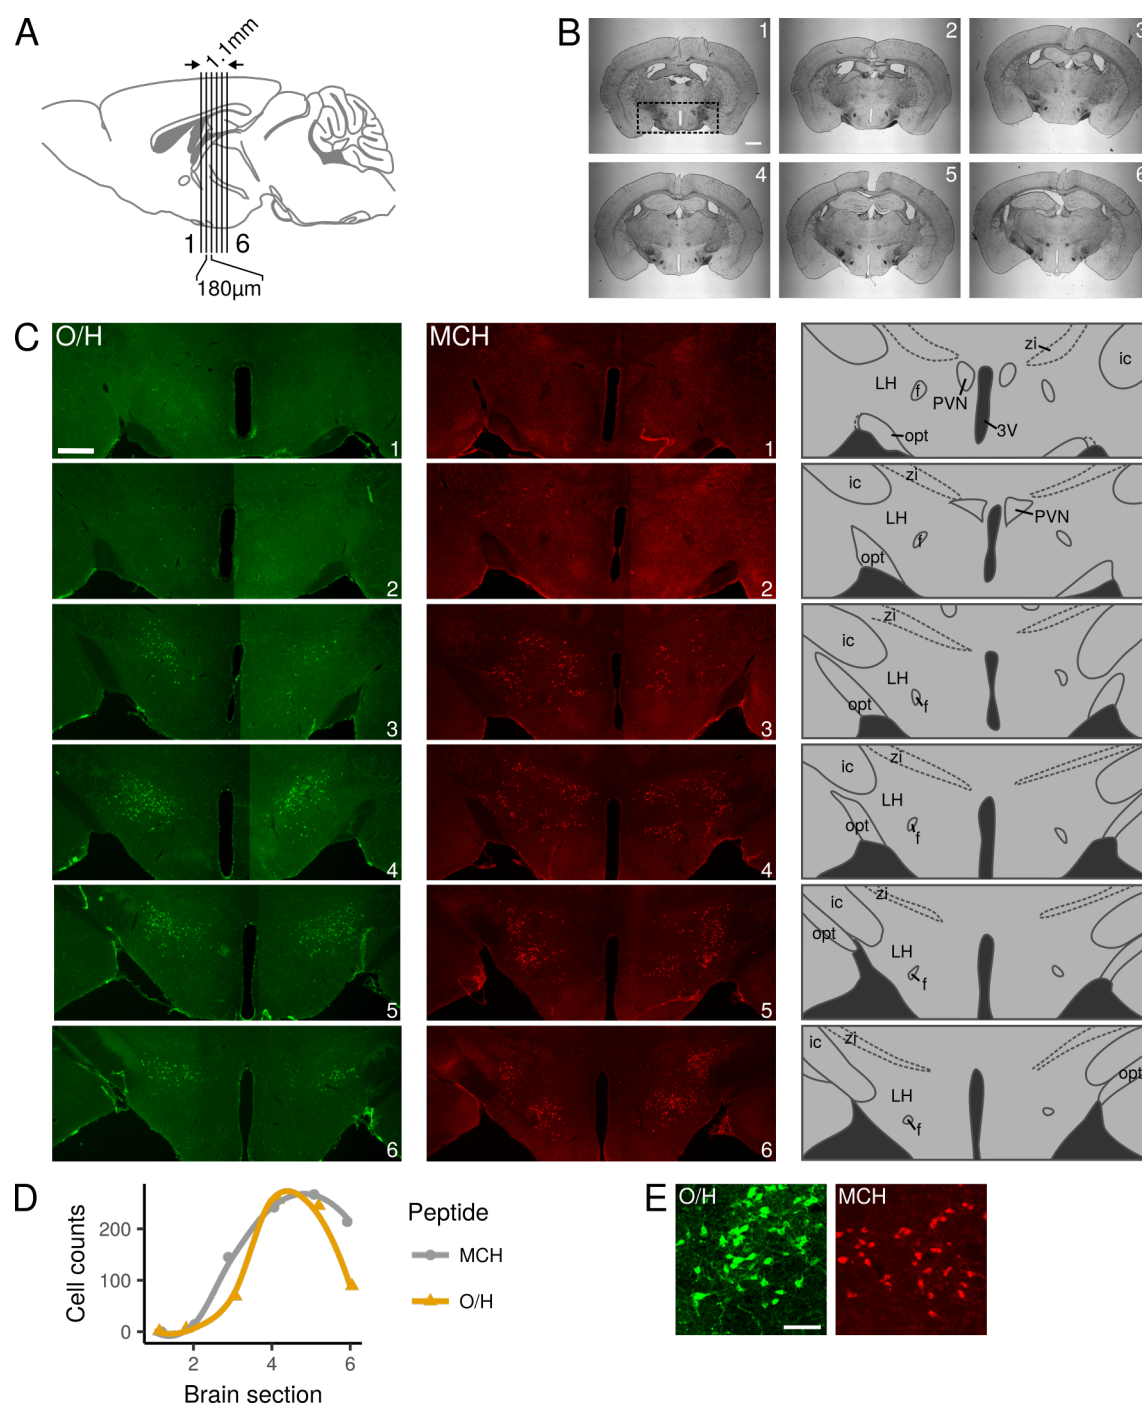 A
1.1mm
1 6
180µm
B
1 2 3
4 5 6
C
O/H MCH
zi
ic
LH
f
PVN
opt
3V
1 1
ic
zi
LH
PVN
f
opt
2 2
zi
ic
LH
opt
f
3 3
zi
ic
LH
opt
f
4 4
zi
ic
opt
LH
f
5 5
ic
zi
opt
LH
f
6 6
D
Cell counts
200
100
0
2 4 6
Brain section
Peptide
MCH
O/H
E
O/H MCH